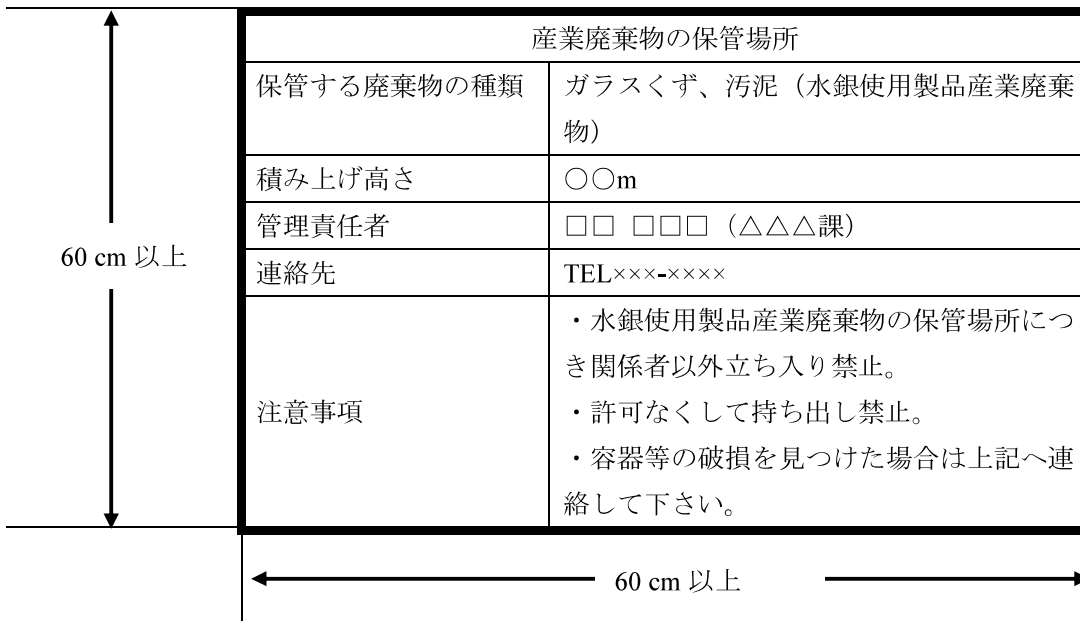 産業廃棄物の保管場所
保管する廃棄物の種類
ガラスくず、汚泥（水銀使用製品産業廃棄
物）
積み上げ高さ
○○m
管理責任者
□□ □□□（△△△課）
連絡先
TEL×××-××××
注意事項
・水銀使用製品産業廃棄物の保管場所につ
き関係者以外立ち入り禁止。
・許可なくして持ち出し禁止。
・容器等の破損を見つけた場合は上記へ連
絡して下さい。
60 cm 以上
60 cm 以上